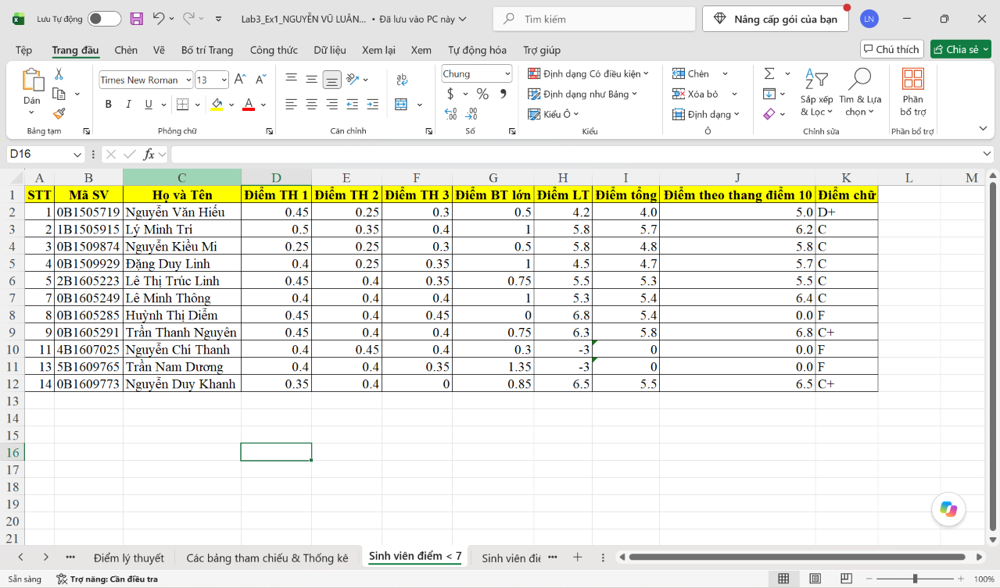 Lưu Tự động Lab3_Ex1_NGUYỄN VŨ LUÂN... • Đã lưu vào PC này Tìm kiếm Nâng cấp gói của bạn LN
Tệp Trang đầu Chèn Vẽ Bố trí Trang Công thức Dữ liệu Xem lại Xem Tự động hóa Trợ giúp Chú thích Chia sẻ
Dán Times New Roman 13 Chung Định dạng Có điều kiện Chèn
B I U A ab $ % Định dạng như Bảng Xóa bỏ Sắp xếp & Lọc Tìm & Lựa chọn Phần bổ trợ
Kiểu Ô Định dạng
Bảng tạm Phông chữ Căn chỉnh Số Kiểu Ô Chỉnh sửa Phần bổ trợ
D16 fx
A B C D E F G H I J K L M
1 STT Mã SV Họ và Tên Điểm TH 1 Điểm TH 2 Điểm TH 3 Điểm BT lớn Điểm LT Điểm tổng Điểm theo thang điểm 10 Điểm chữ
2 1 0B1505719 Nguyễn Văn Hiếu 0.45 0.25 0.3 0.5 4.2 4.0 5.0 D+
3 2 1B1505915 Lý Minh Trí 0.5 0.35 0.4 1 5.8 5.7 6.2 C
4 3 0B1509874 Nguyễn Kiều Mi 0.25 0.25 0.3 0.5 5.8 4.8 5.8 C
5 4 0B1509929 Đặng Duy Linh 0.4 0.25 0.35 1 4.5 4.7 5.7 C
6 5 2B1605223 Lê Thị Trúc Linh 0.45 0.4 0.35 0.75 5.5 5.3 5.5 C
7 7 0B1605249 Lê Minh Thông 0.4 0.4 0.4 1 5.3 5.4 6.4 C
8 8 0B1605285 Huỳnh Thị Diễm 0.45 0.4 0.45 0 6.8 5.4 0.0 F
9 9 0B1605291 Trần Thanh Nguyên 0.45 0.4 0.4 0.75 6.3 5.8 6.8 C+
10 11 4B1607025 Nguyễn Chí Thanh 0.4 0.45 0.4 0.3 -3 0 0.0 F
11 13 5B1609765 Trần Nam Dương 0.4 0.4 0.35 1.35 -3 0 0.0 F
12 14 0B1609773 Nguyễn Duy Khanh 0.35 0.4 0 0.85 6.5 5.5 6.5 C+
13
14
15
16
17
18
19
20
21
Điểm lý thuyết Các bảng tham chiếu & Thống kê Sinh viên điểm < 7 Sinh viên điể
Sẵn sàng Trợ năng: Cần điều tra 100%